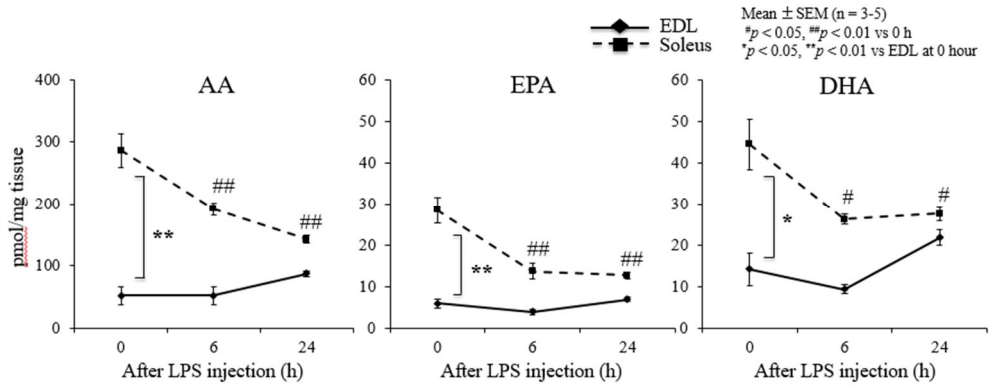 EDL
Soleus
Mean ± SEM (n = 3-5)
#p < 0.05, ##p < 0.01 vs 0 h
*p < 0.05, **p < 0.01 vs EDL at 0 hour
pmol/mg tissue
AA
400
300
200
100
0
**
##
##
0 6 24
After LPS injection (h)
EPA
60
50
40
30
20
10
0
**
##
##
0 6 24
After LPS injection (h)
DHA
60
50
40
30
20
10
0
*
#
#
0 6 24
After LPS injection (h)